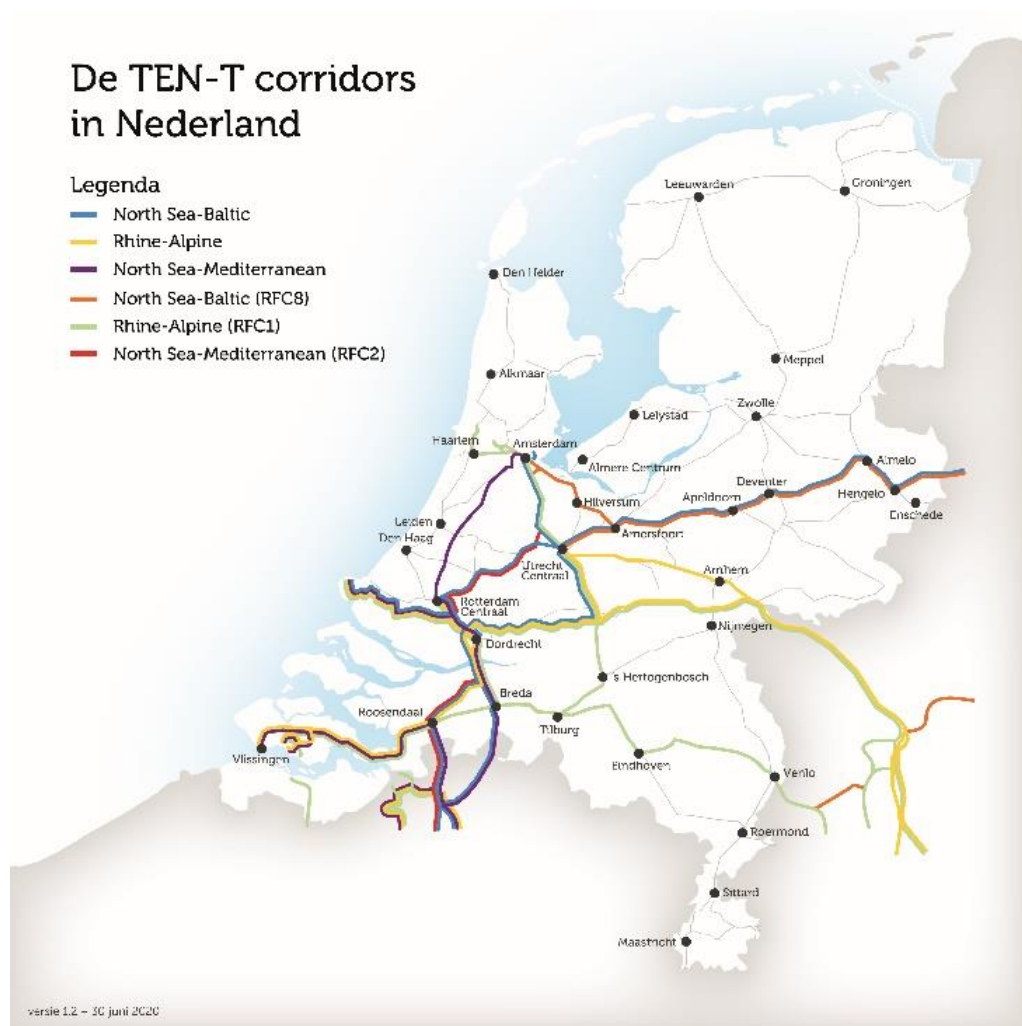 De TEN-T corridors
in Nederland
Legenda
North Sea-Baltic
Rhine-Alpine
North Sea-Mediterranean
North Sea-Baltic (RFC8)
Rhine-Alpine (RFC1)
North Sea-Mediterranean (RFC2)
Leeuwarden
Groningen
Den Helder
Meppel
Alkmaar
Zwolle
Lelystad
Haarlem
Amsterdam
Almelo
Almere Centrum
Deventer
Hengelo
Hilversum
Apeldoorn
Enschede
Leiden
Amersfoort
Den Haag
Utrecht
Centraal
Arnhem
Rotterdam
Centraal
Nijmegen
Dordrecht
's Hertogenbosch
Breda
Roosendaal
Tilburg
Vlissingen
Eindhoven
Venlo
Roermond
Sittard
Maastricht
versie 1.2 – 30 juni 2020